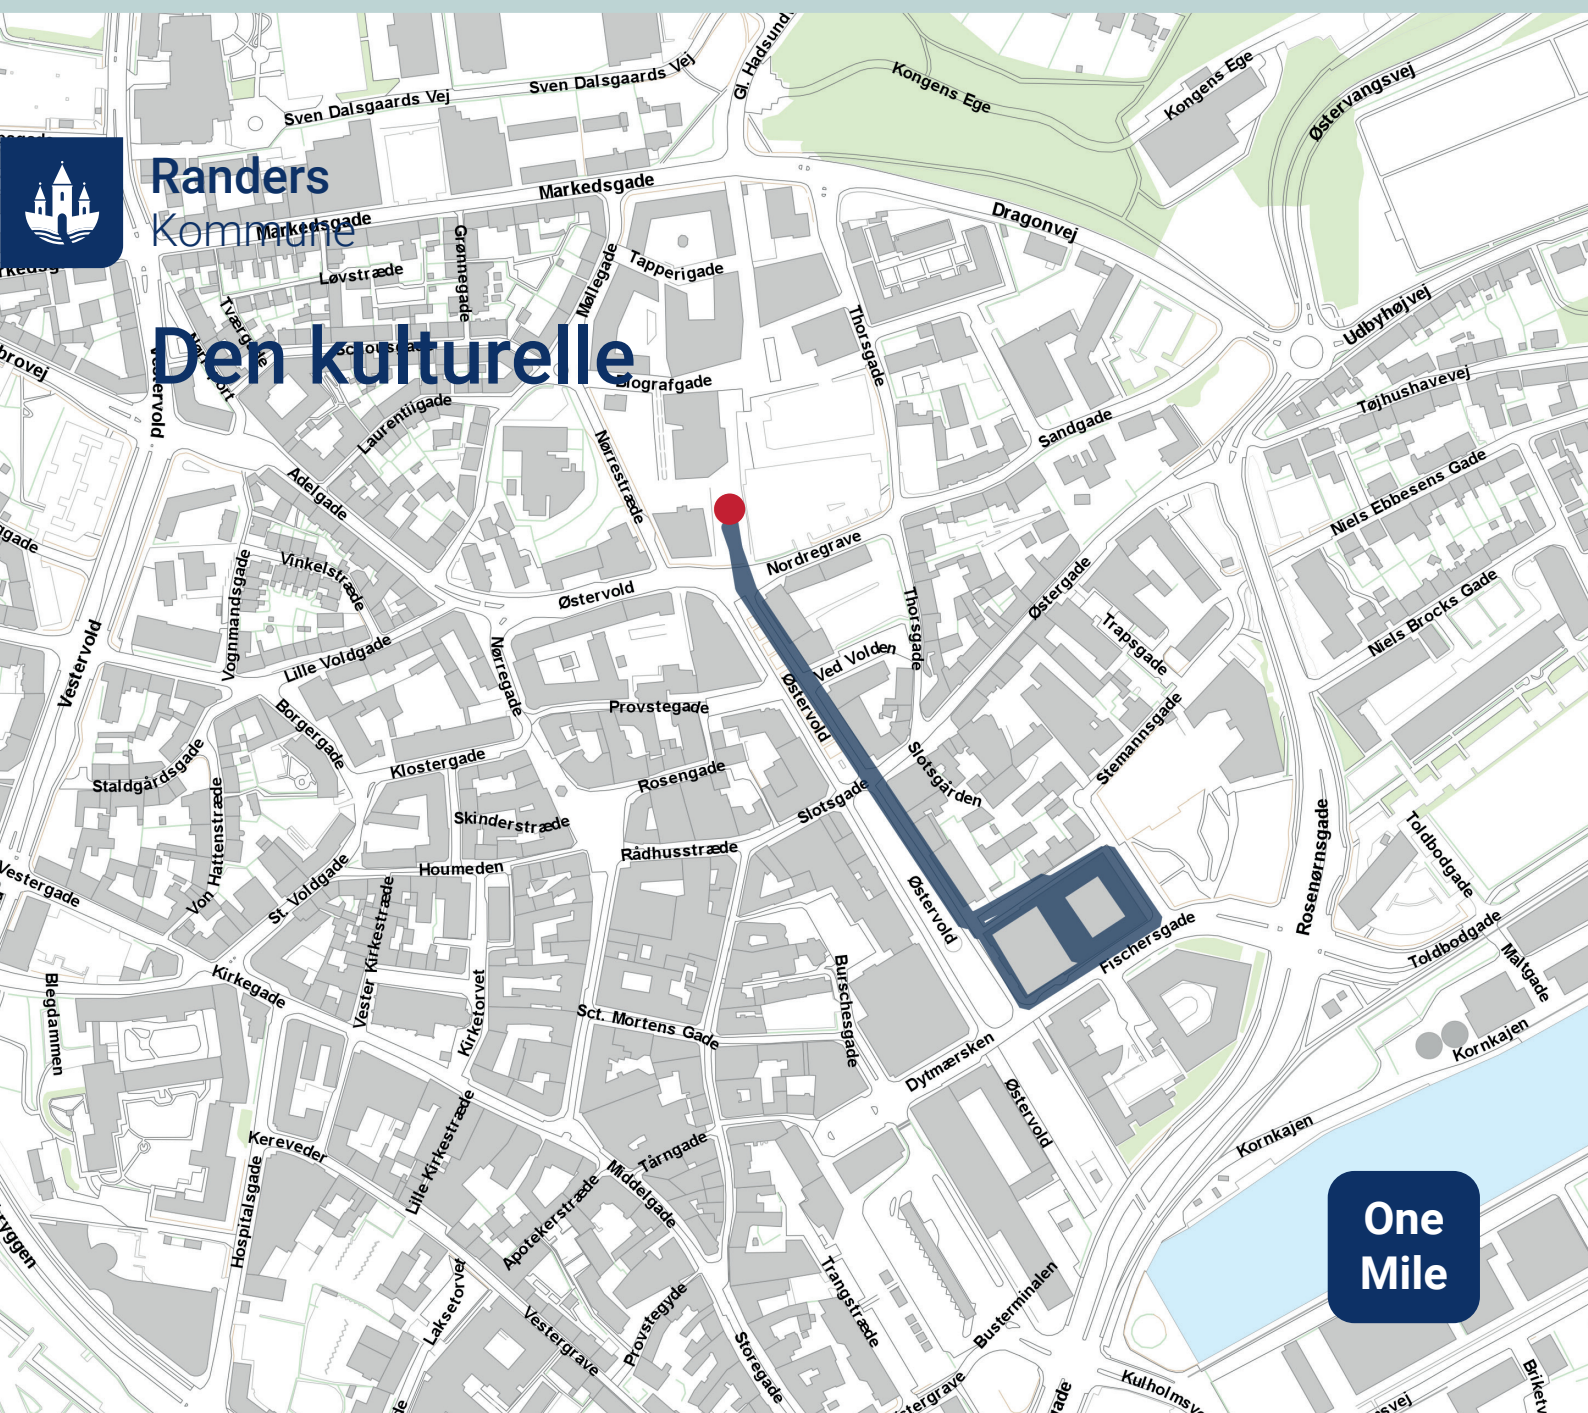 Sven Dalsgaards Vej
Sven Dalsgaards Vej
Gl. Hadsund
Kongens Ege
Kongens Ege
Østervangsvej
Randers
Kommune
Markedsgade
Markedsgade
Dragonvej
Grønnegade
Løvstræde
Møllegade
Tapperigade
Tværgade
Thorsgade
Udbyhøjvej
Den kulturelle
brovej
Vestervold
Biografgade
Tøjhushavevej
Laurentiigade
Sandgade
Nørrestræde
Adelgade
Niels Ebbesens Gade
Nordregrave
Vinkelstræde
Vognmandsgade
Østervold
Østergade
Thorsgade
Niels Brocks Gade
Trapsgade
Vestervold
Lille Voldgade
Nørregade
Ved Volden
Østervold
Provstegade
Borgergade
Stemannsgade
Staldgårdsgade
Klostergade
Rosengade
Slotsgården
Slotsgade
Von Hattenstræde
Skinderstræde
Rådhusstræde
Rosenørnsgade
Toldbodgade
Vestergade
St. Voldgade
Houmeden
Vester Kirkestræde
Østervold
Fischersgade
Toldbodgade
Maltgade
Kirkegade
Blegdammen
Kirketorvet
Sct. Mortens Gade
Burschesgade
Dytmærsken
Kornkajen
Østervold
Kornkajen
Kereveder
Lille Kirkestræde
Tårngade
Middelgade
Hospitalsgade
Apotekerstræde
One
Mile
Laksetorvet
Vestergrave
Provstegyde
Trangstræde
Busterminalen
Storegade
Kulholmsv